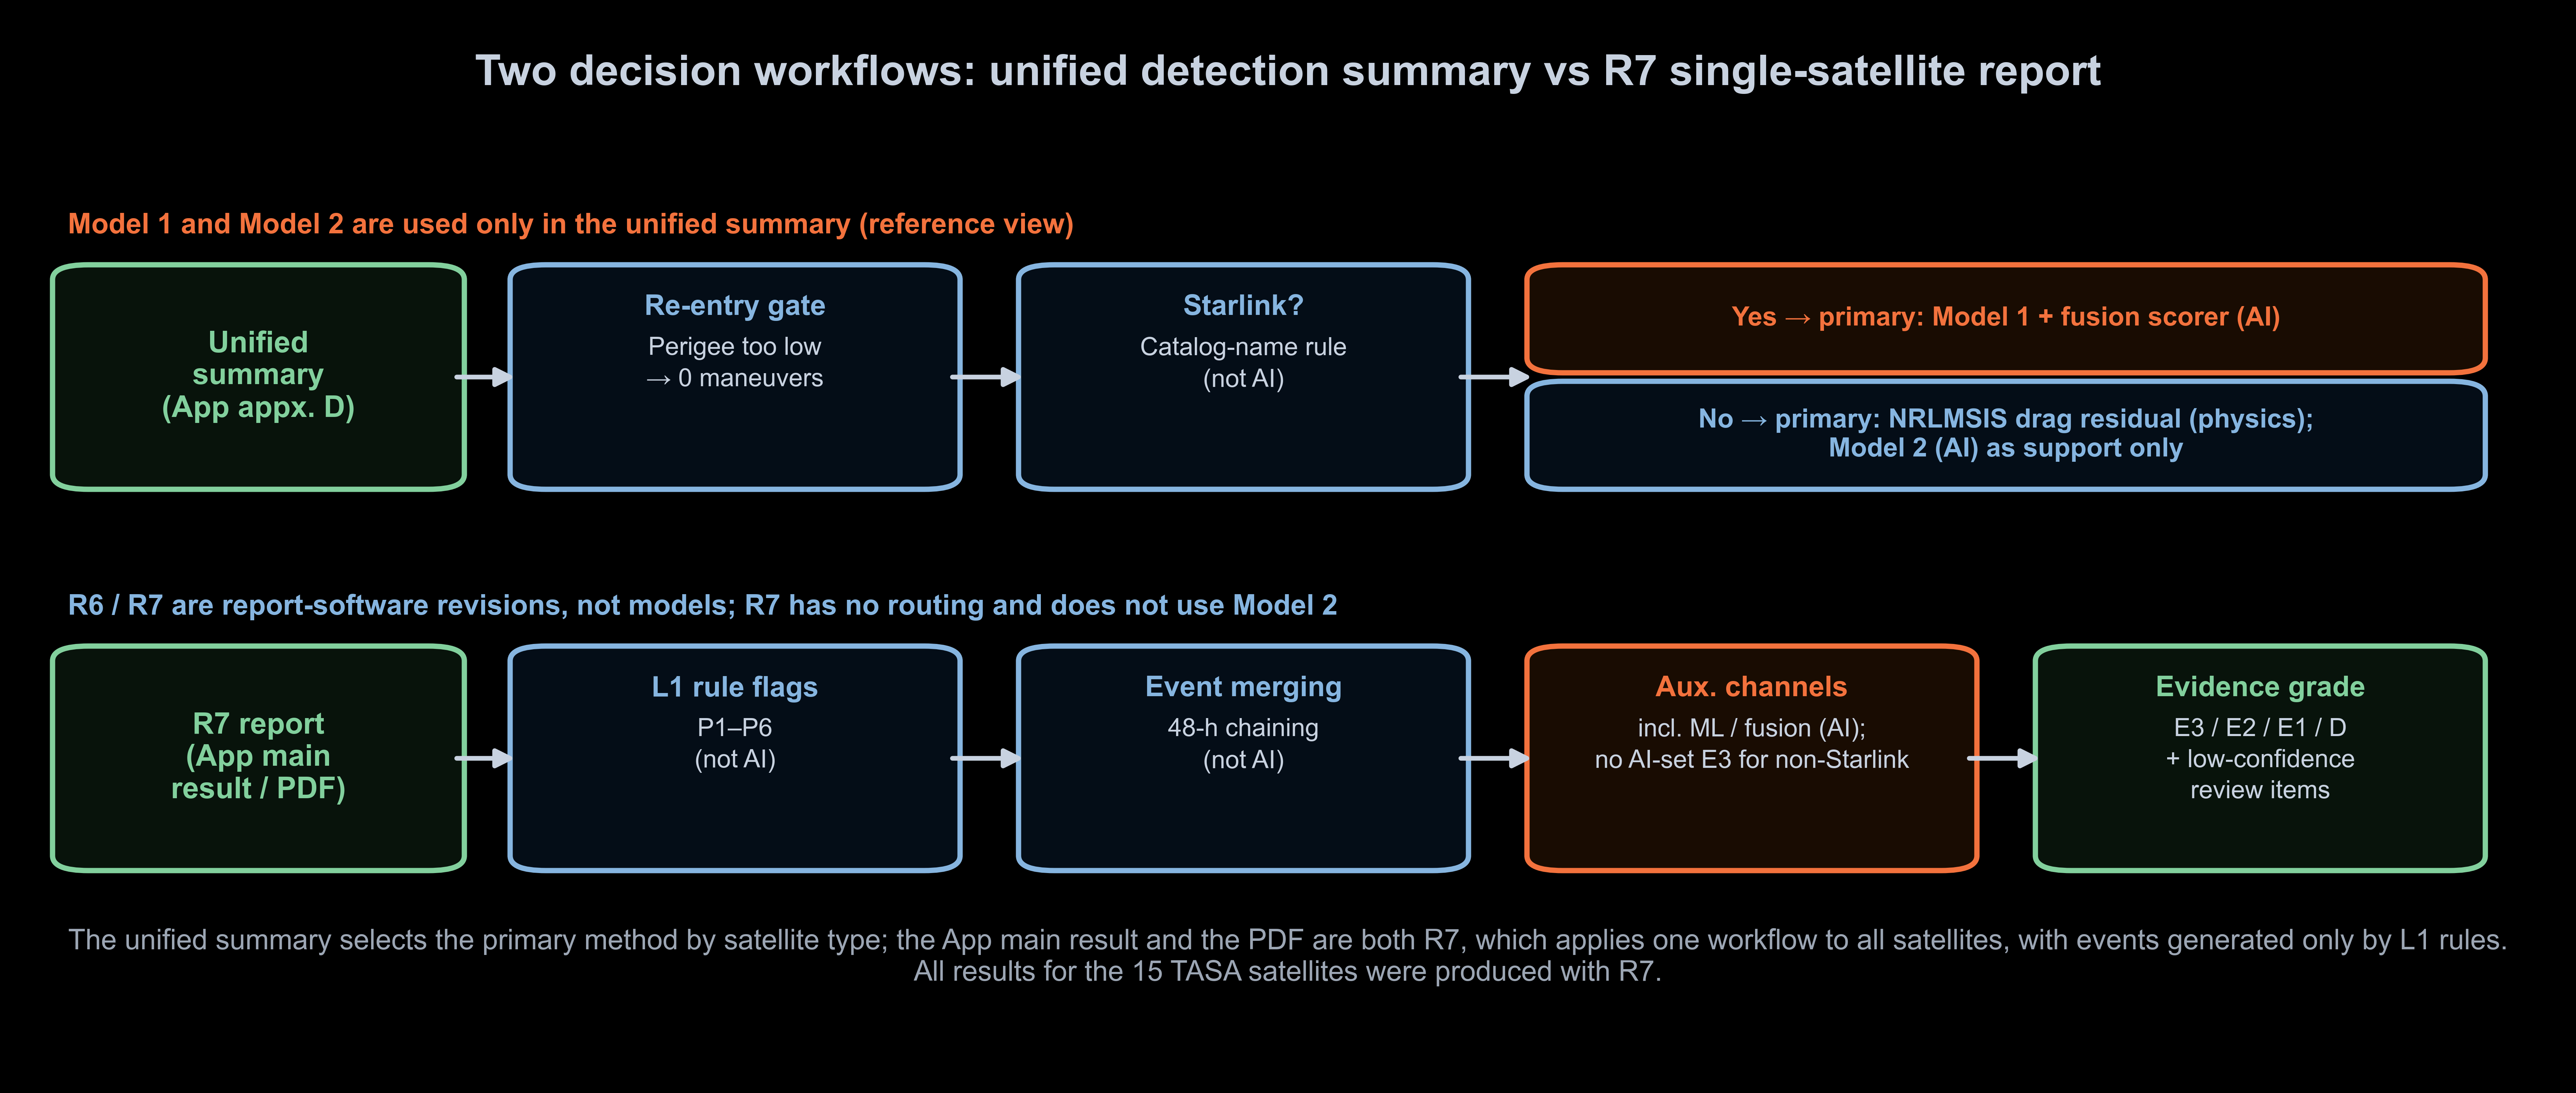 Two decision workflows: unified detection summary vs R7 single-satellite report
Model 1 and Model 2 are used only in the unified summary (reference view)
Unified
summary
(App appx. D)
Re-entry gate
Perigee too low
→ 0 maneuvers
Starlink?
Catalog-name rule
(not AI)
Yes → primary: Model 1 + fusion scorer (AI)
No → primary: NRLMSIS drag residual (physics);
Model 2 (AI) as support only
R6 / R7 are report-software revisions, not models; R7 has no routing and does not use Model 2
R7 report
(App main
result / PDF)
L1 rule flags
P1–P6
(not AI)
Event merging
48-h chaining
(not AI)
Aux. channels
incl. ML / fusion (AI);
no AI-set E3 for non-Starlink
Evidence grade
E3 / E2 / E1 / D
+ low-confidence
review items
The unified summary selects the primary method by satellite type; the App main result and the PDF are both R7, which applies one workflow to all satellites, with events generated only by L1 rules.
All results for the 15 TASA satellites were produced with R7.